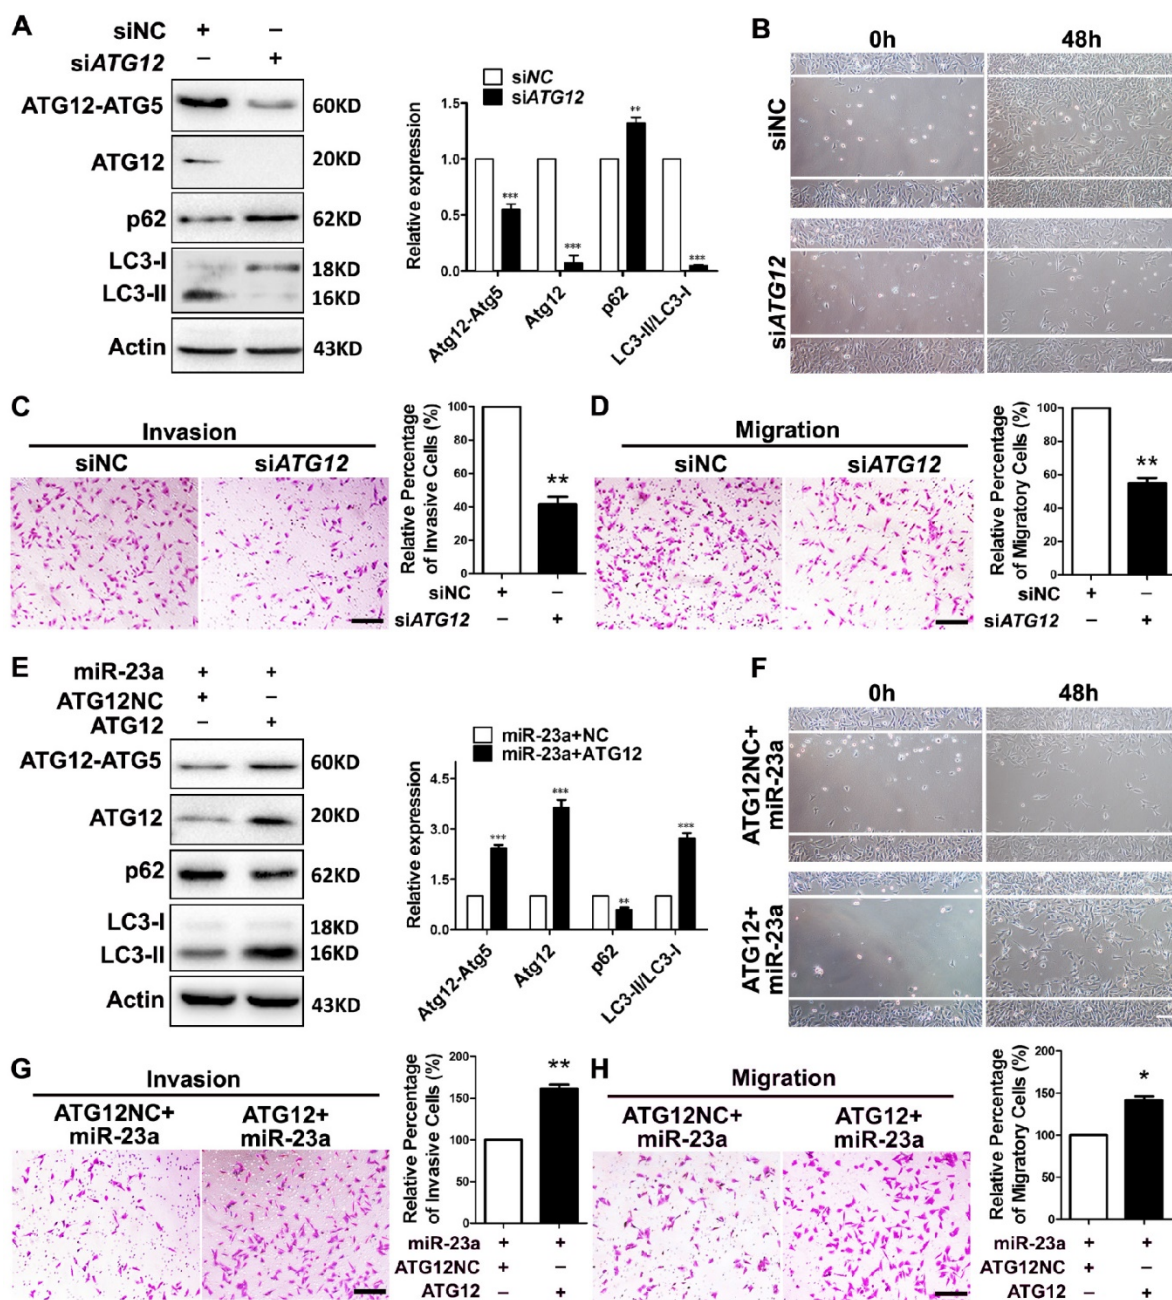 A
siNC + –
siATG12 – +
ATG12-ATG5 60KD
ATG12 20KD
p62 62KD
LC3-I 18KD
LC3-II 16KD
Actin 43KD
siNC
siATG12
Relative expression
1.5
1.0
0.5
0.0
***
***
**
***
Atg12-Atg5
Atg12
p62
LC3-II/LC3-I
B
0h 48h
siNC
siATG12
C
Invasion
siNC siATG12
Relative Percentage
of Invasive Cells (%)
100
80
60
40
20
0
**
siNC + –
siATG12 – +
D
Migration
siNC siATG12
Relative Percentage
of Migratory Cells (%)
100
80
60
40
20
0
**
siNC + –
siATG12 – +
E
miR-23a + +
ATG12NC + –
ATG12 – +
ATG12-ATG5 60KD
ATG12 20KD
p62 62KD
LC3-I 18KD
LC3-II 16KD
Actin 43KD
miR-23a+NC
miR-23a+ATG12
Relative expression
4.5
3.0
1.5
0.0
***
***
**
***
Atg12-Atg5
Atg12
p62
LC3-II/LC3-I
F
0h 48h
ATG12NC+
miR-23a
ATG12+
miR-23a
G
Invasion
ATG12NC+ ATG12+
miR-23a miR-23a
Relative Percentage
of Invasive Cells (%)
200
150
100
50
0
**
miR-23a + +
ATG12NC + –
ATG12 – +
H
Migration
ATG12NC+ ATG12+
miR-23a miR-23a
Relative Percentage
of Migratory Cells (%)
200
150
100
50
0
*
miR-23a + +
ATG12NC + –
ATG12 – +